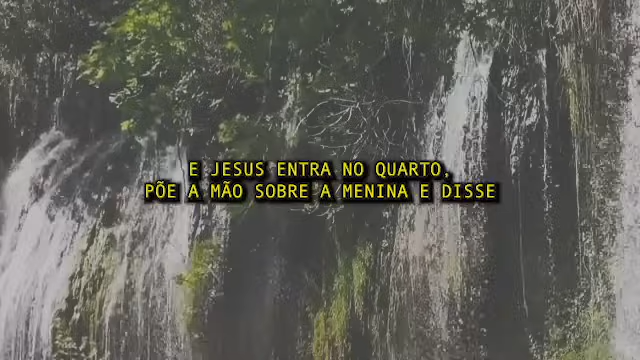 E JESUS ENTRA NO QUARTO,
PÕE A MÃO SOBRE A MENINA E DISSE